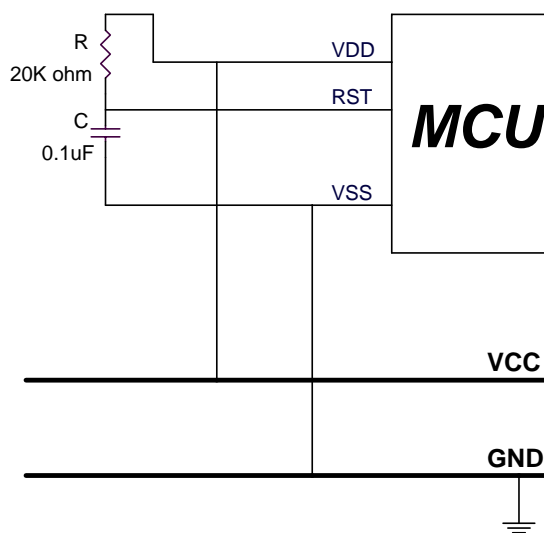 R
20K ohm
VDD
RST
C
0.1uF
VSS
MCU
VCC
GND